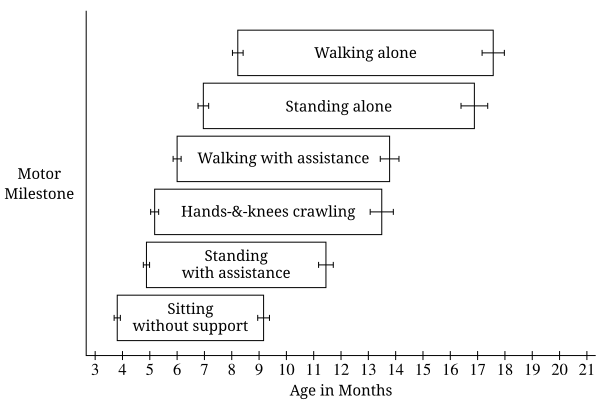 Walking alone
Standing alone
Walking with assistance
Hands-&-knees crawling
Standing
with assistance
Sitting
without support
Motor
Milestone
3 4 5 6 7 8 9 10 11 12 13 14 15 16 17 18 19 20 21
Age in Months